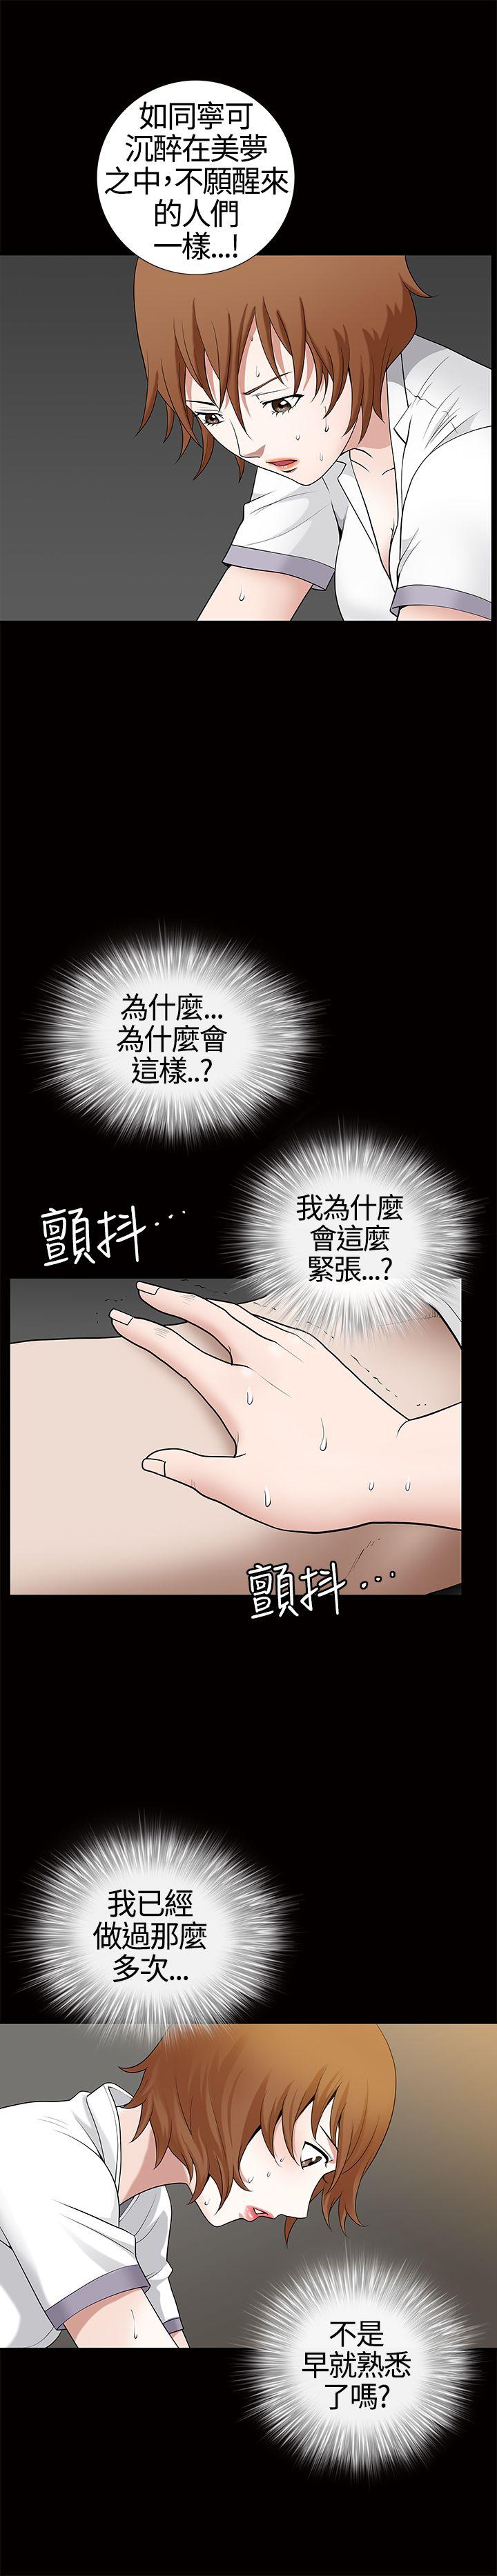 如同寧可
沉醉在美夢
之中,不願醒來
的人們
一樣...!
為什麼...
為什麼會
這樣..?
我為什麼
會這麼
緊張...?
顫抖...
顫抖...
我已經
做過那麼
多次...
不是
早就熟悉
了嗎?